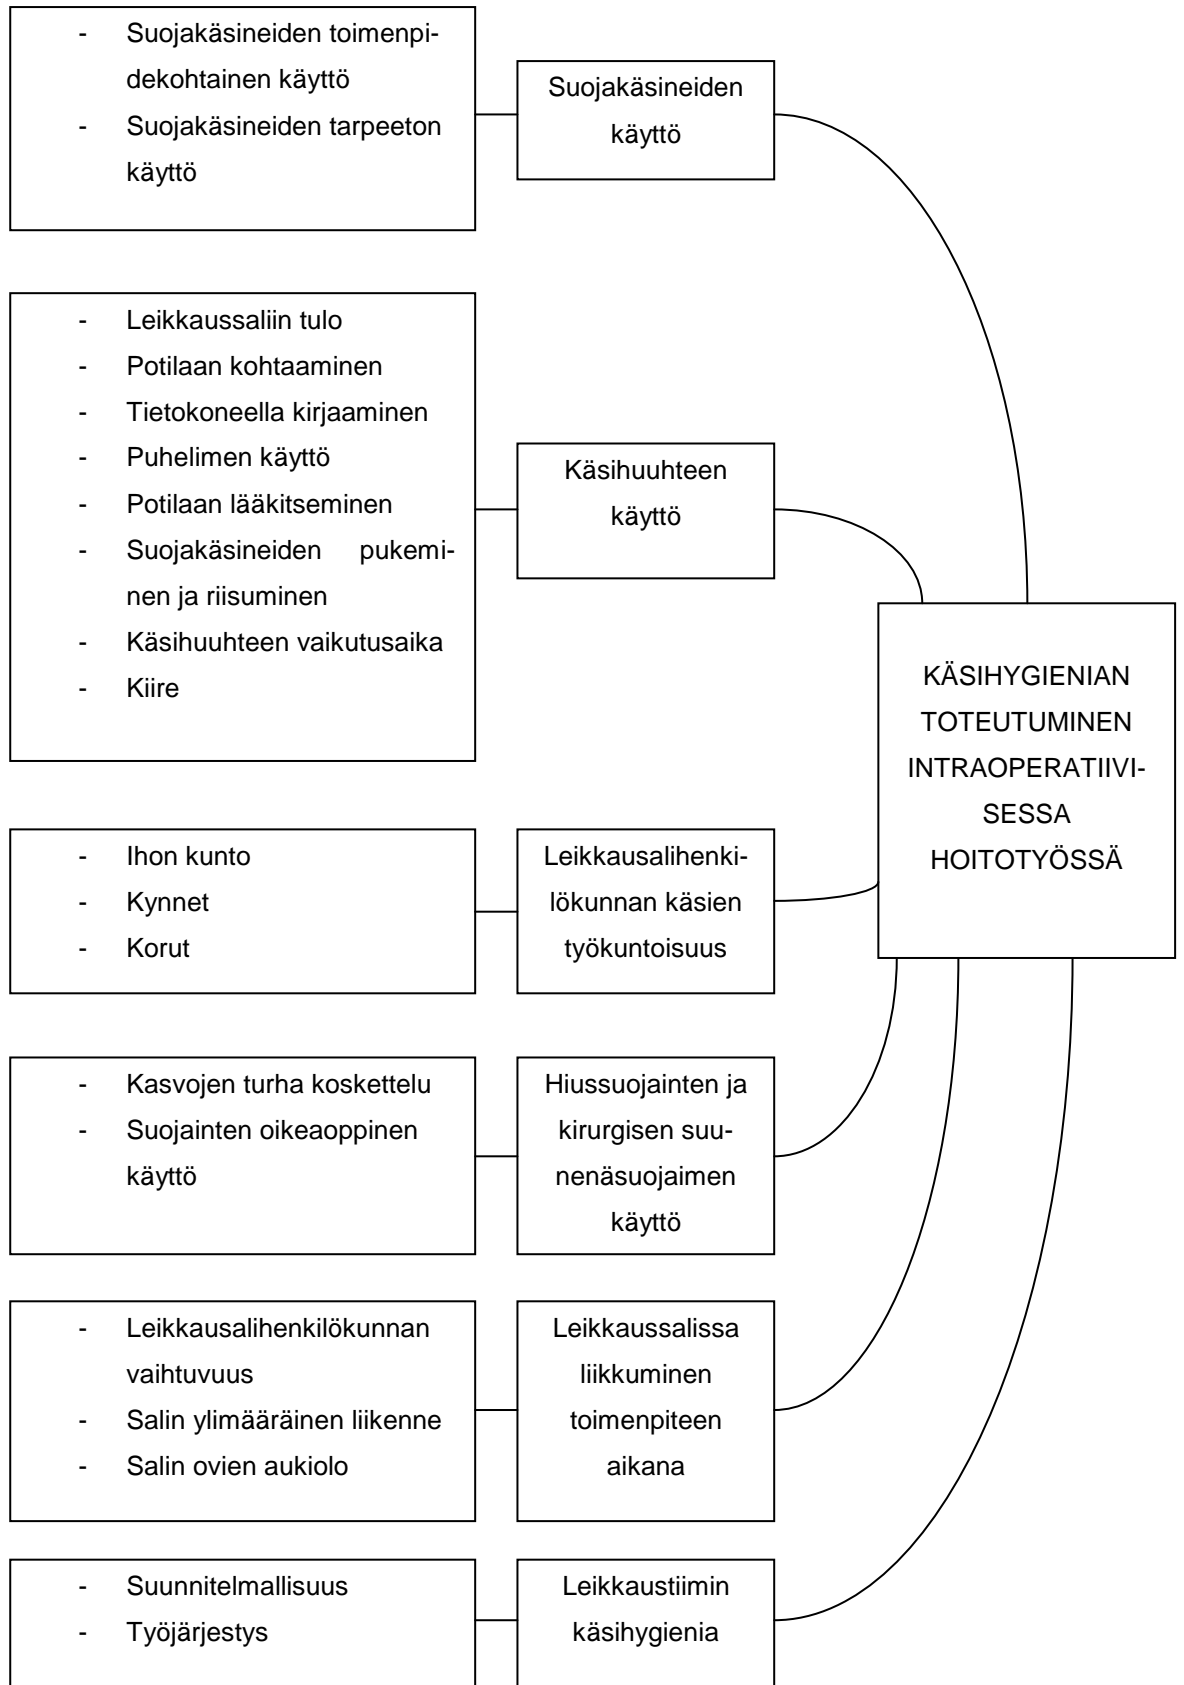 - Suojakäsineiden toimenpi-
dekohtainen käyttö
- Suojakäsineiden tarpeeton
käyttö
Suojakäsineiden
käyttö
- Leikkaussaliin tulo
- Potilaan kohtaaminen
- Tietokoneella kirjaaminen
- Puhelimen käyttö
- Potilaan lääkitseminen
- Suojakäsineiden pukemi-
nen ja riisuminen
- Käsihuuhteen vaikutusaika
- Kiire
Käsihuuhteen
käyttö
- Ihon kunto
- Kynnet
- Korut
Leikkausalihenki-
lökunnan käsien
työkuntoisuus
- Kasvojen turha koskettelu
- Suojainten oikeaoppinen
käyttö
Hiussuojainten ja
kirurgisen suu-
nenäsuojaimen
käyttö
- Leikkausalihenkilökunnan
vaihtuvuus
- Salin ylimääräinen liikenne
- Salin ovien aukiolo
Leikkaussalissa
liikkuminen
toimenpiteen
aikana
- Suunnitelmallisuus
- Työjärjestys
Leikkaustiimin
käsihygienia
KÄSIHYGIENIAN
TOTEUTUMINEN
INTRAOPERATIIVI-
SESSA
HOITOTYÖSSÄ